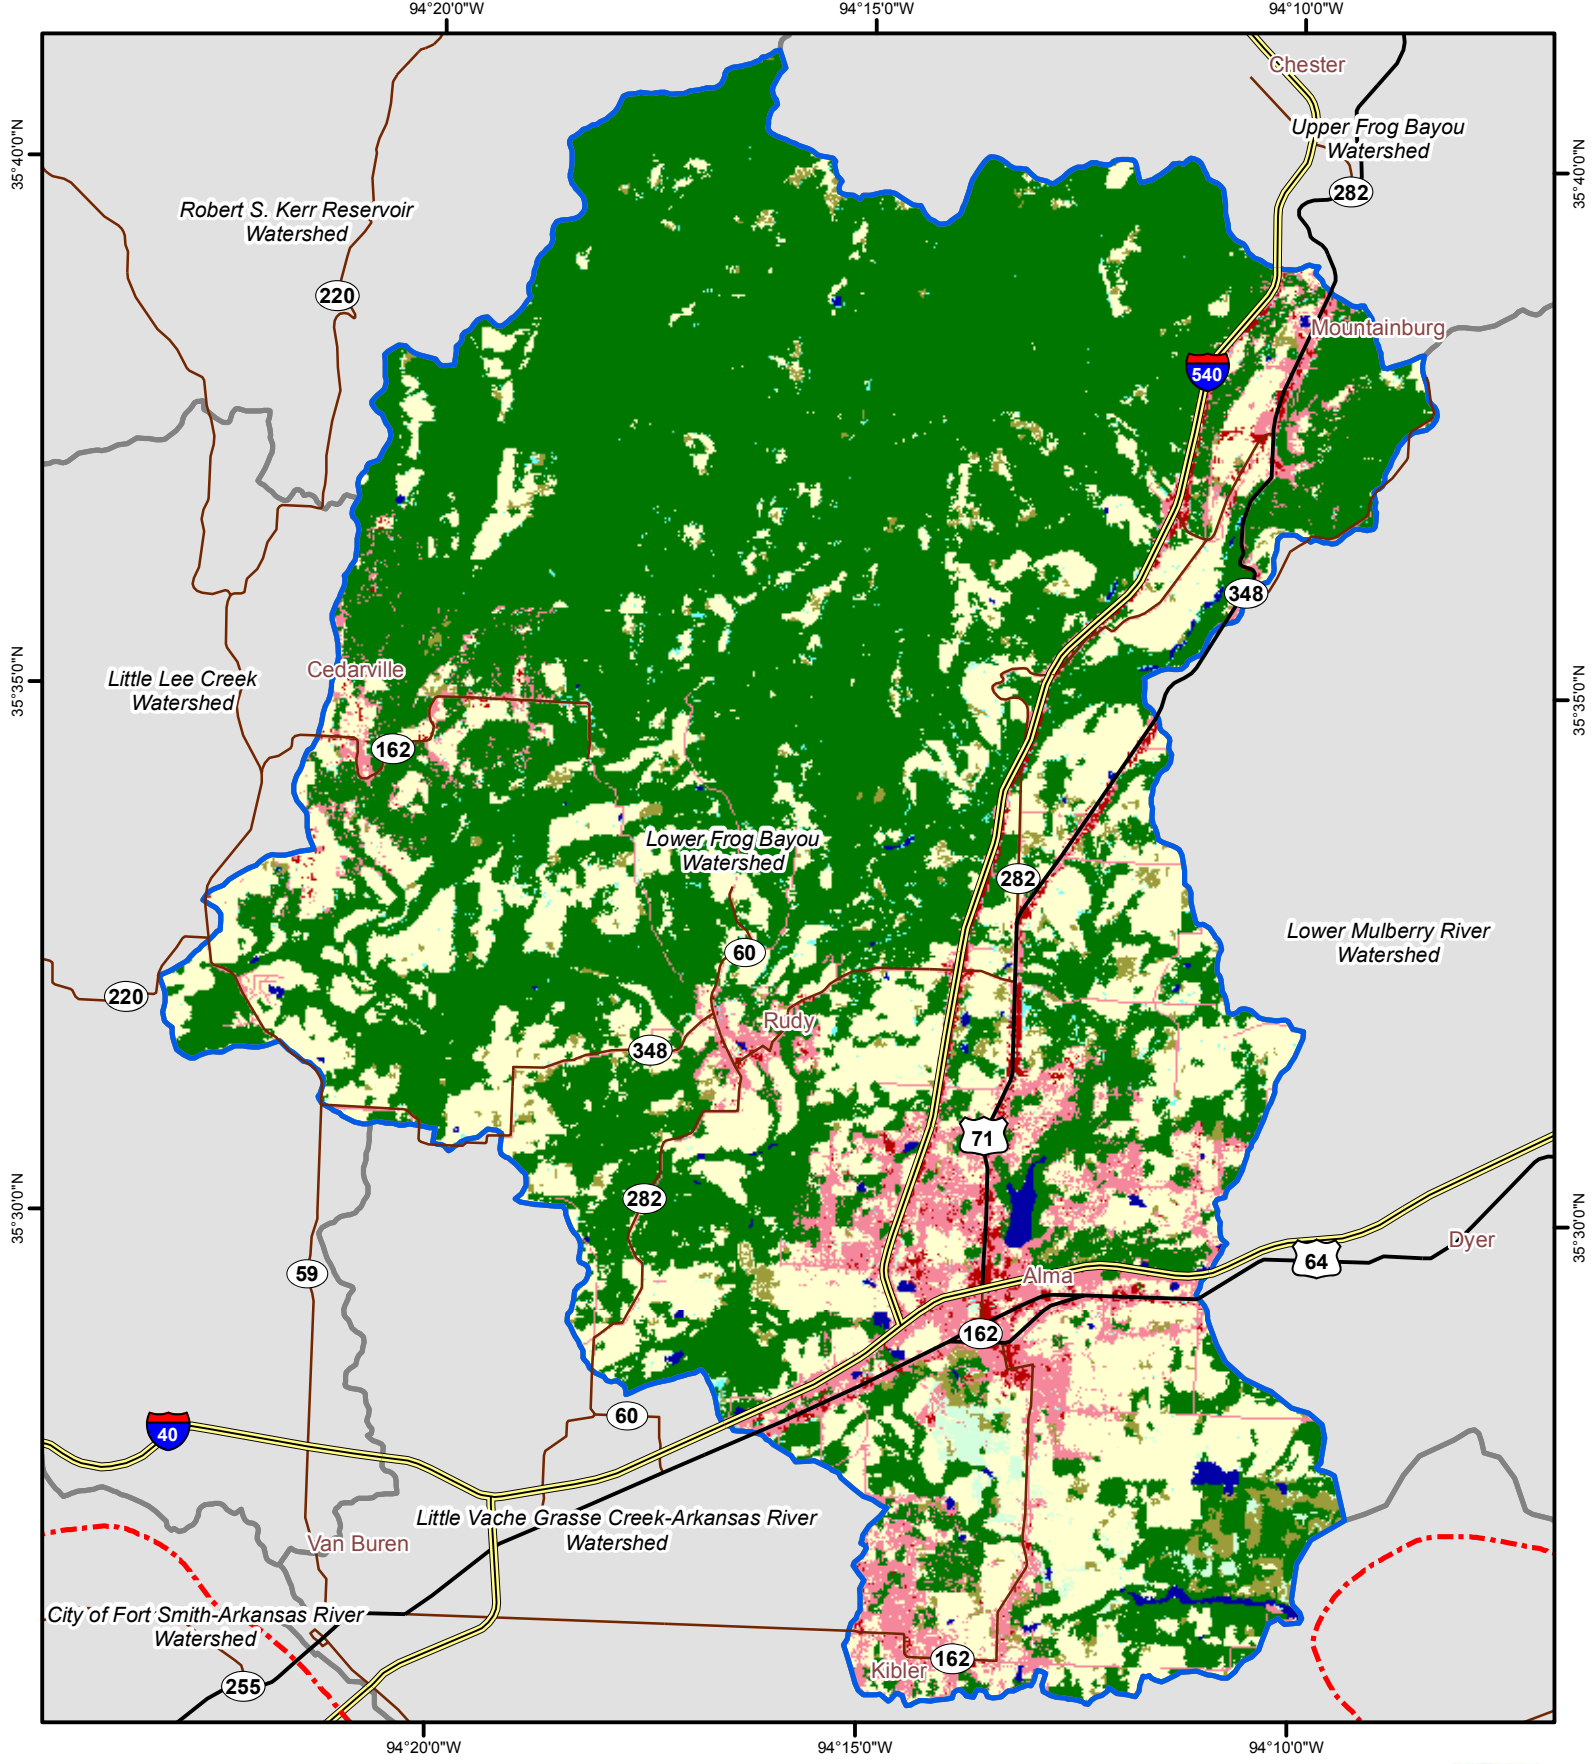 94°20'0"W
94°15'0"W
94°10'0"W
Chester
Upper Frog Bayou
Watershed
35°40'0"N
35°40'0"N
282
Robert S. Kerr Reservoir
Watershed
220
Mountainburg
540
348
Cedarville
Little Lee Creek
Watershed
35°35'0"N
35°35'0"N
162
Lower Frog Bayou
Watershed
282
Lower Mulberry River
Watershed
60
220
Rudy
348
71
282
35°30'0"N
35°30'0"N
Dyer
64
59
Alma
162
60
40
Little Vache Grasse Creek-Arkansas River
Watershed
Van Buren
City of Fort Smith-Arkansas River
Watershed
162
Kibler
255
94°20'0"W
94°15'0"W
94°10'0"W